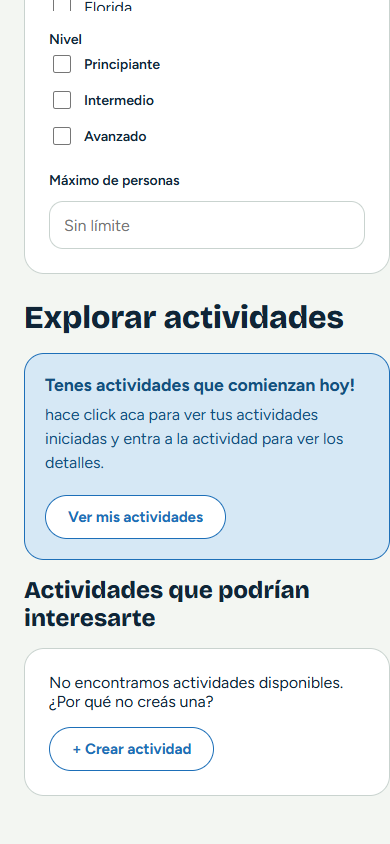 Florida
Nivel
Principiante
Intermedio
Avanzado
Máximo de personas
Sin límite
Explorar actividades
Tenes actividades que comienzan hoy!
hace click aca para ver tus actividades
iniciadas y entra a la actividad para ver los
detalles.
Ver mis actividades
Actividades que podrían
interesarte
No encontramos actividades disponibles.
¿Por qué no creás una?
+ Crear actividad